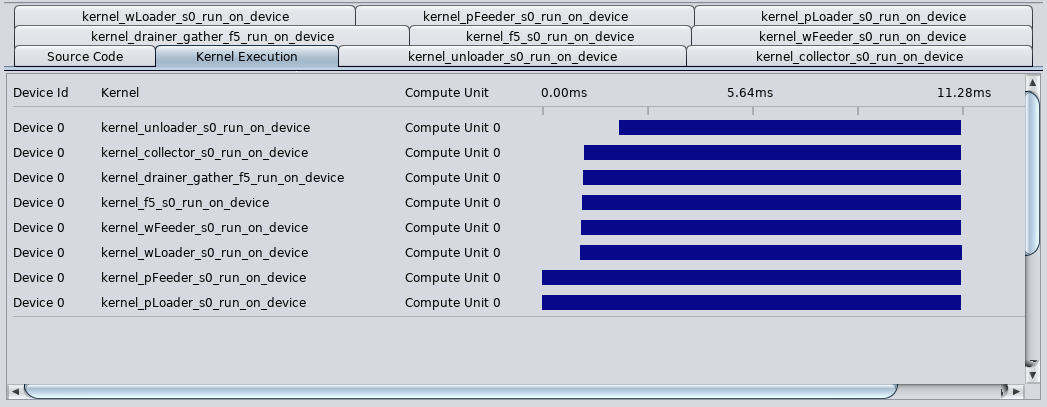 kernel_wLoader_s0_run_on_device kernel_pFeeder_s0_run_on_device kernel_pLoader_s0_run_on_device
kernel_drainer_gather_f5_run_on_device kernel_f5_s0_run_on_device kernel_wFeeder_s0_run_on_device
Source Code Kernel Execution kernel_unloader_s0_run_on_device kernel_collector_s0_run_on_device
Device Id Kernel Compute Unit 0.00ms 5.64ms 11.28ms
Device 0 kernel_unloader_s0_run_on_device Compute Unit 0
Device 0 kernel_collector_s0_run_on_device Compute Unit 0
Device 0 kernel_drainer_gather_f5_run_on_device Compute Unit 0
Device 0 kernel_f5_s0_run_on_device Compute Unit 0
Device 0 kernel_wFeeder_s0_run_on_device Compute Unit 0
Device 0 kernel_wLoader_s0_run_on_device Compute Unit 0
Device 0 kernel_pFeeder_s0_run_on_device Compute Unit 0
Device 0 kernel_pLoader_s0_run_on_device Compute Unit 0